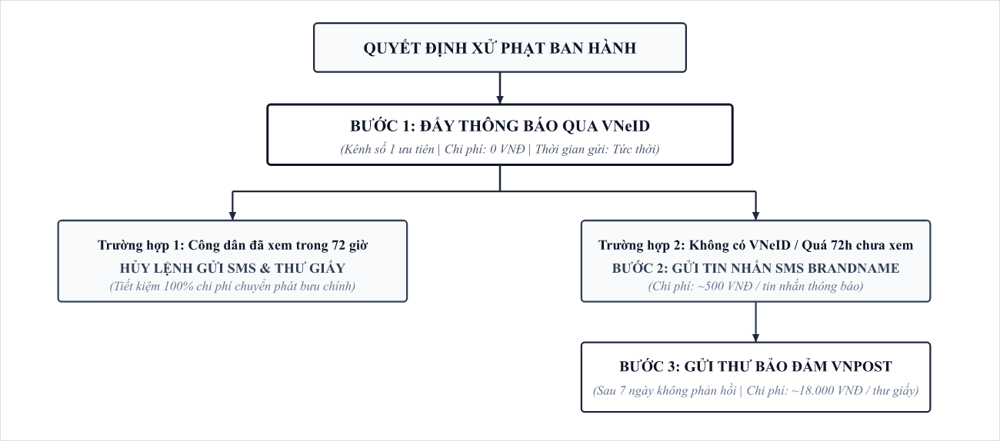 QUYẾT ĐỊNH XỬ PHẠT BAN HÀNH
BƯỚC 1: ĐẨY THÔNG BÁO QUA VNeID
(Kênh số 1 ưu tiên | Chi phí: 0 VNĐ | Thời gian gửi: Tức thời)
Trường hợp 1: Công dân đã xem trong 72 giờ
HỦY LỆNH GỬI SMS & THƯ GIẤY
(Tiết kiệm 100% chi phí chuyển phát bưu chính)
Trường hợp 2: Không có VNeID / Quá 72h chưa xem
BƯỚC 2: GỬI TIN NHẮN SMS BRANDNAME
(Chi phí: ~500 VNĐ / tin nhắn thông báo)
BƯỚC 3: GỬI THƯ BẢO ĐẢM VNPOST
(Sau 7 ngày không phản hồi | Chi phí: ~18.000 VNĐ / thư giấy)